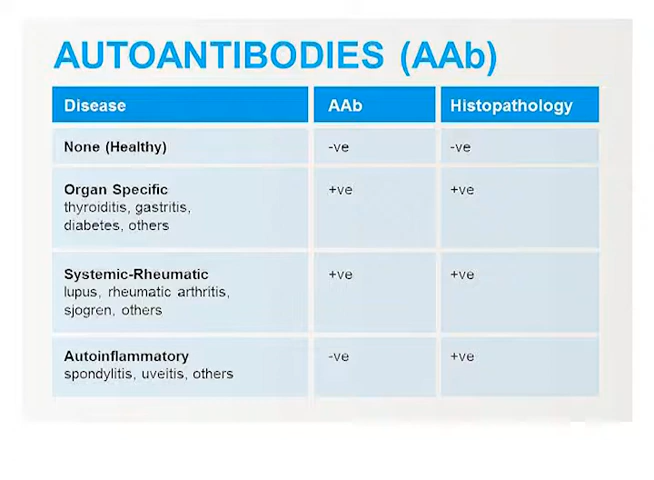 AUTOANTIBODIES (AAb)
Disease AAb Histopathology
None (Healthy) -ve -ve
Organ Specific +ve +ve
thyroiditis, gastritis,
diabetes, others
Systemic-Rheumatic +ve +ve
lupus, rheumatic arthritis,
sjogren, others
Autoinflammatory -ve +ve
spondylitis, uveitis, others